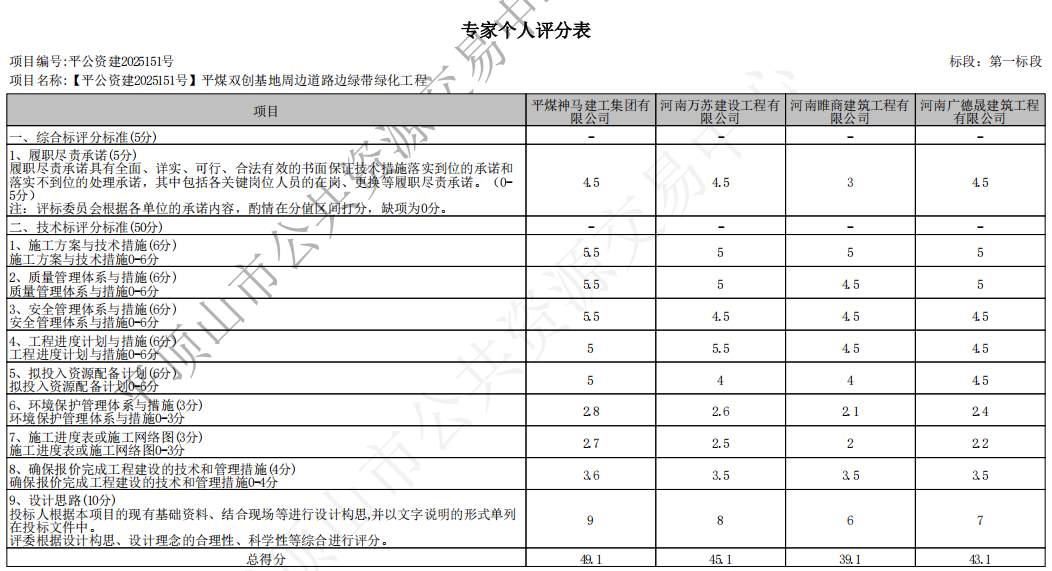 专家个人评分表
项目编号:平公资建2025151号
标段：第一标段
项目名称:【平公资建2025151号】平煤双创基地周边道路边绿带绿化工程
项目
平煤神马建工集团有
限公司
河南万苏建设工程有
限公司
河南睢商建筑工程有
限公司
河南广德晟建筑工程
有限公司
一、综合标评分标准(5分)
-
-
-
-
1、履职尽责承诺(5分)
履职尽责承诺具有全面、详实、可行、合法有效的书面保证技术措施落实到位的承诺和
落实不到位的处理承诺，其中包括各关键岗位人员的在岗、更换等履职尽责承诺。（0-
5分）
注：评标委员会根据各单位的承诺内容，酌情在分值区间打分，缺项为0分。
4.5
4.5
3
4.5
二、技术标评分标准(50分)
-
-
-
-
1、施工方案与技术措施(6分)
施工方案与技术措施0-6分
5.5
5
5
5
2、质量管理体系与措施(6分)
质量管理体系与措施0-6分
5.5
5
4.5
5
3、安全管理体系与措施(6分)
安全管理体系与措施0-6分
5.5
4.5
4.5
4.5
4、工程进度计划与措施(6分)
工程进度计划与措施0-6分
5
5.5
4.5
4.5
5、拟投入资源配备计划(6分)
拟投入资源配备计划0-6分
5
4
4
4.5
6、环境保护管理体系与措施(3分)
环境保护管理体系与措施0-3分
2.8
2.6
2.1
2.4
7、施工进度表或施工网络图(3分)
施工进度表或施工网络图0-3分
2.7
2.5
2
2.2
8、确保报价完成工程建设的技术和管理措施(4分)
确保报价完成工程建设的技术和管理措施0-4分
3.6
3.5
3.5
3.5
9、设计思路(10分)
投标人根据本项目的现有基础资料、结合现场等进行设计构思,并以文字说明的形式单列
在投标文件中。
评委根据设计构思、设计理念的合理性、科学性等综合进行评分。
9
8
6
7
总得分
49.1
45.1
39.1
43.1
平顶山市公共资源交易中
平顶山市公共资源交易中心